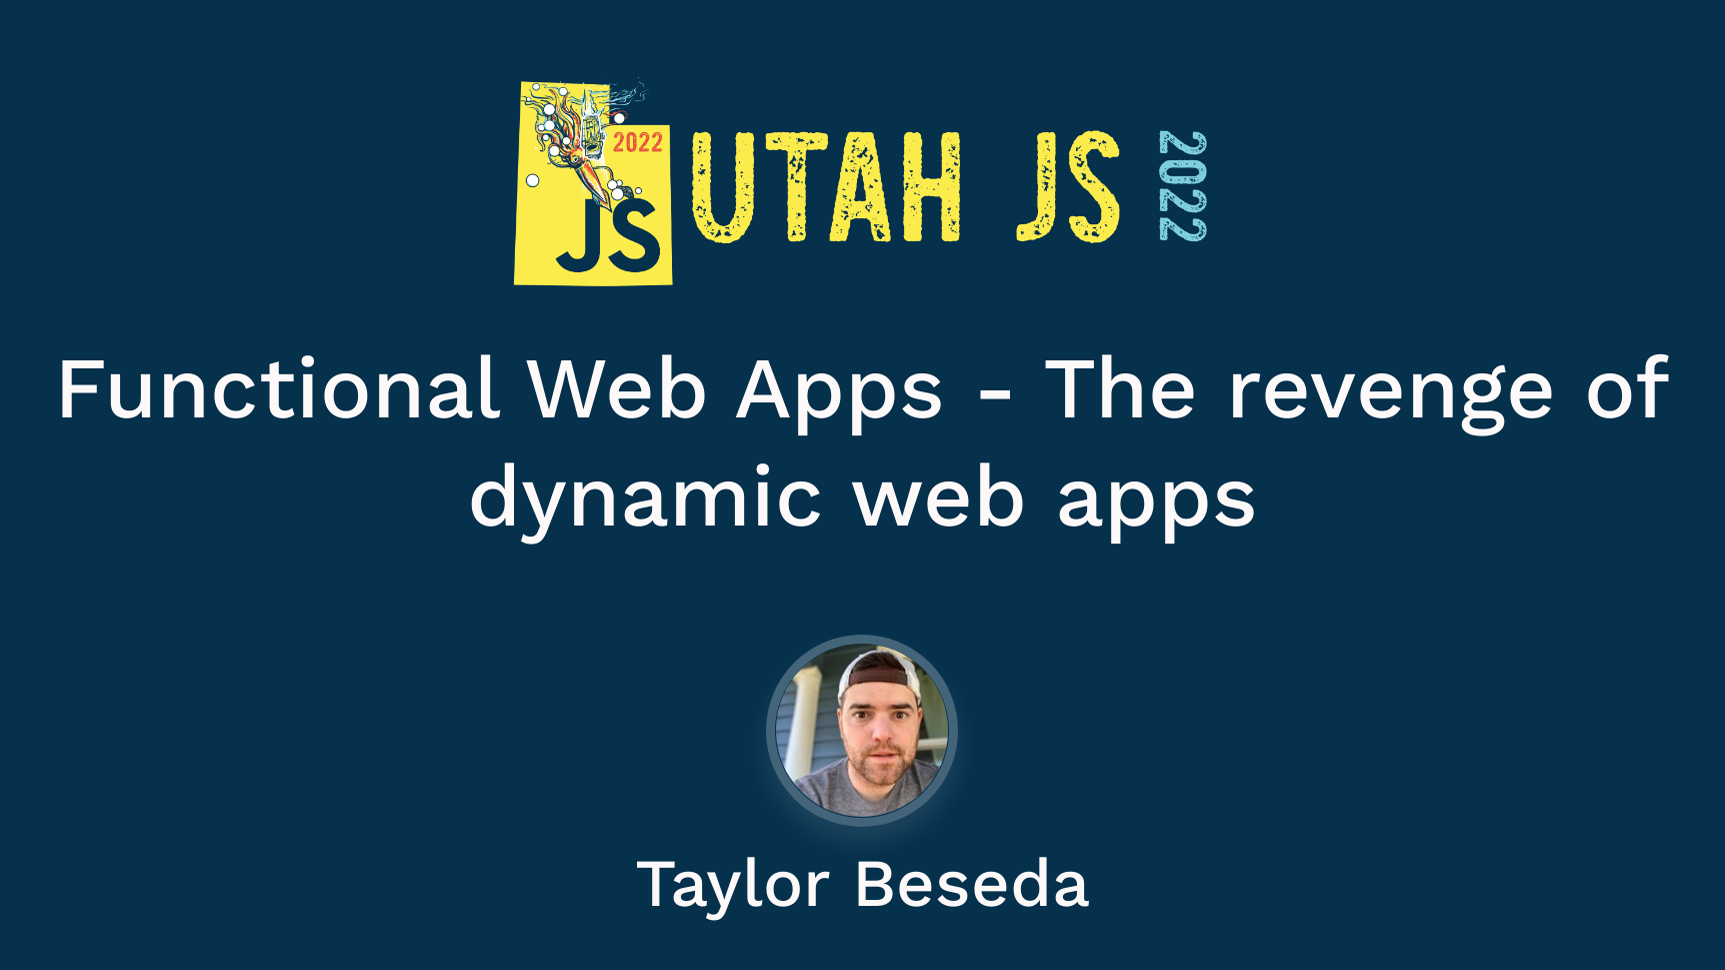 2022
JS
UTAH JS 2022
Functional Web Apps - The revenge of
dynamic web apps
Taylor Beseda